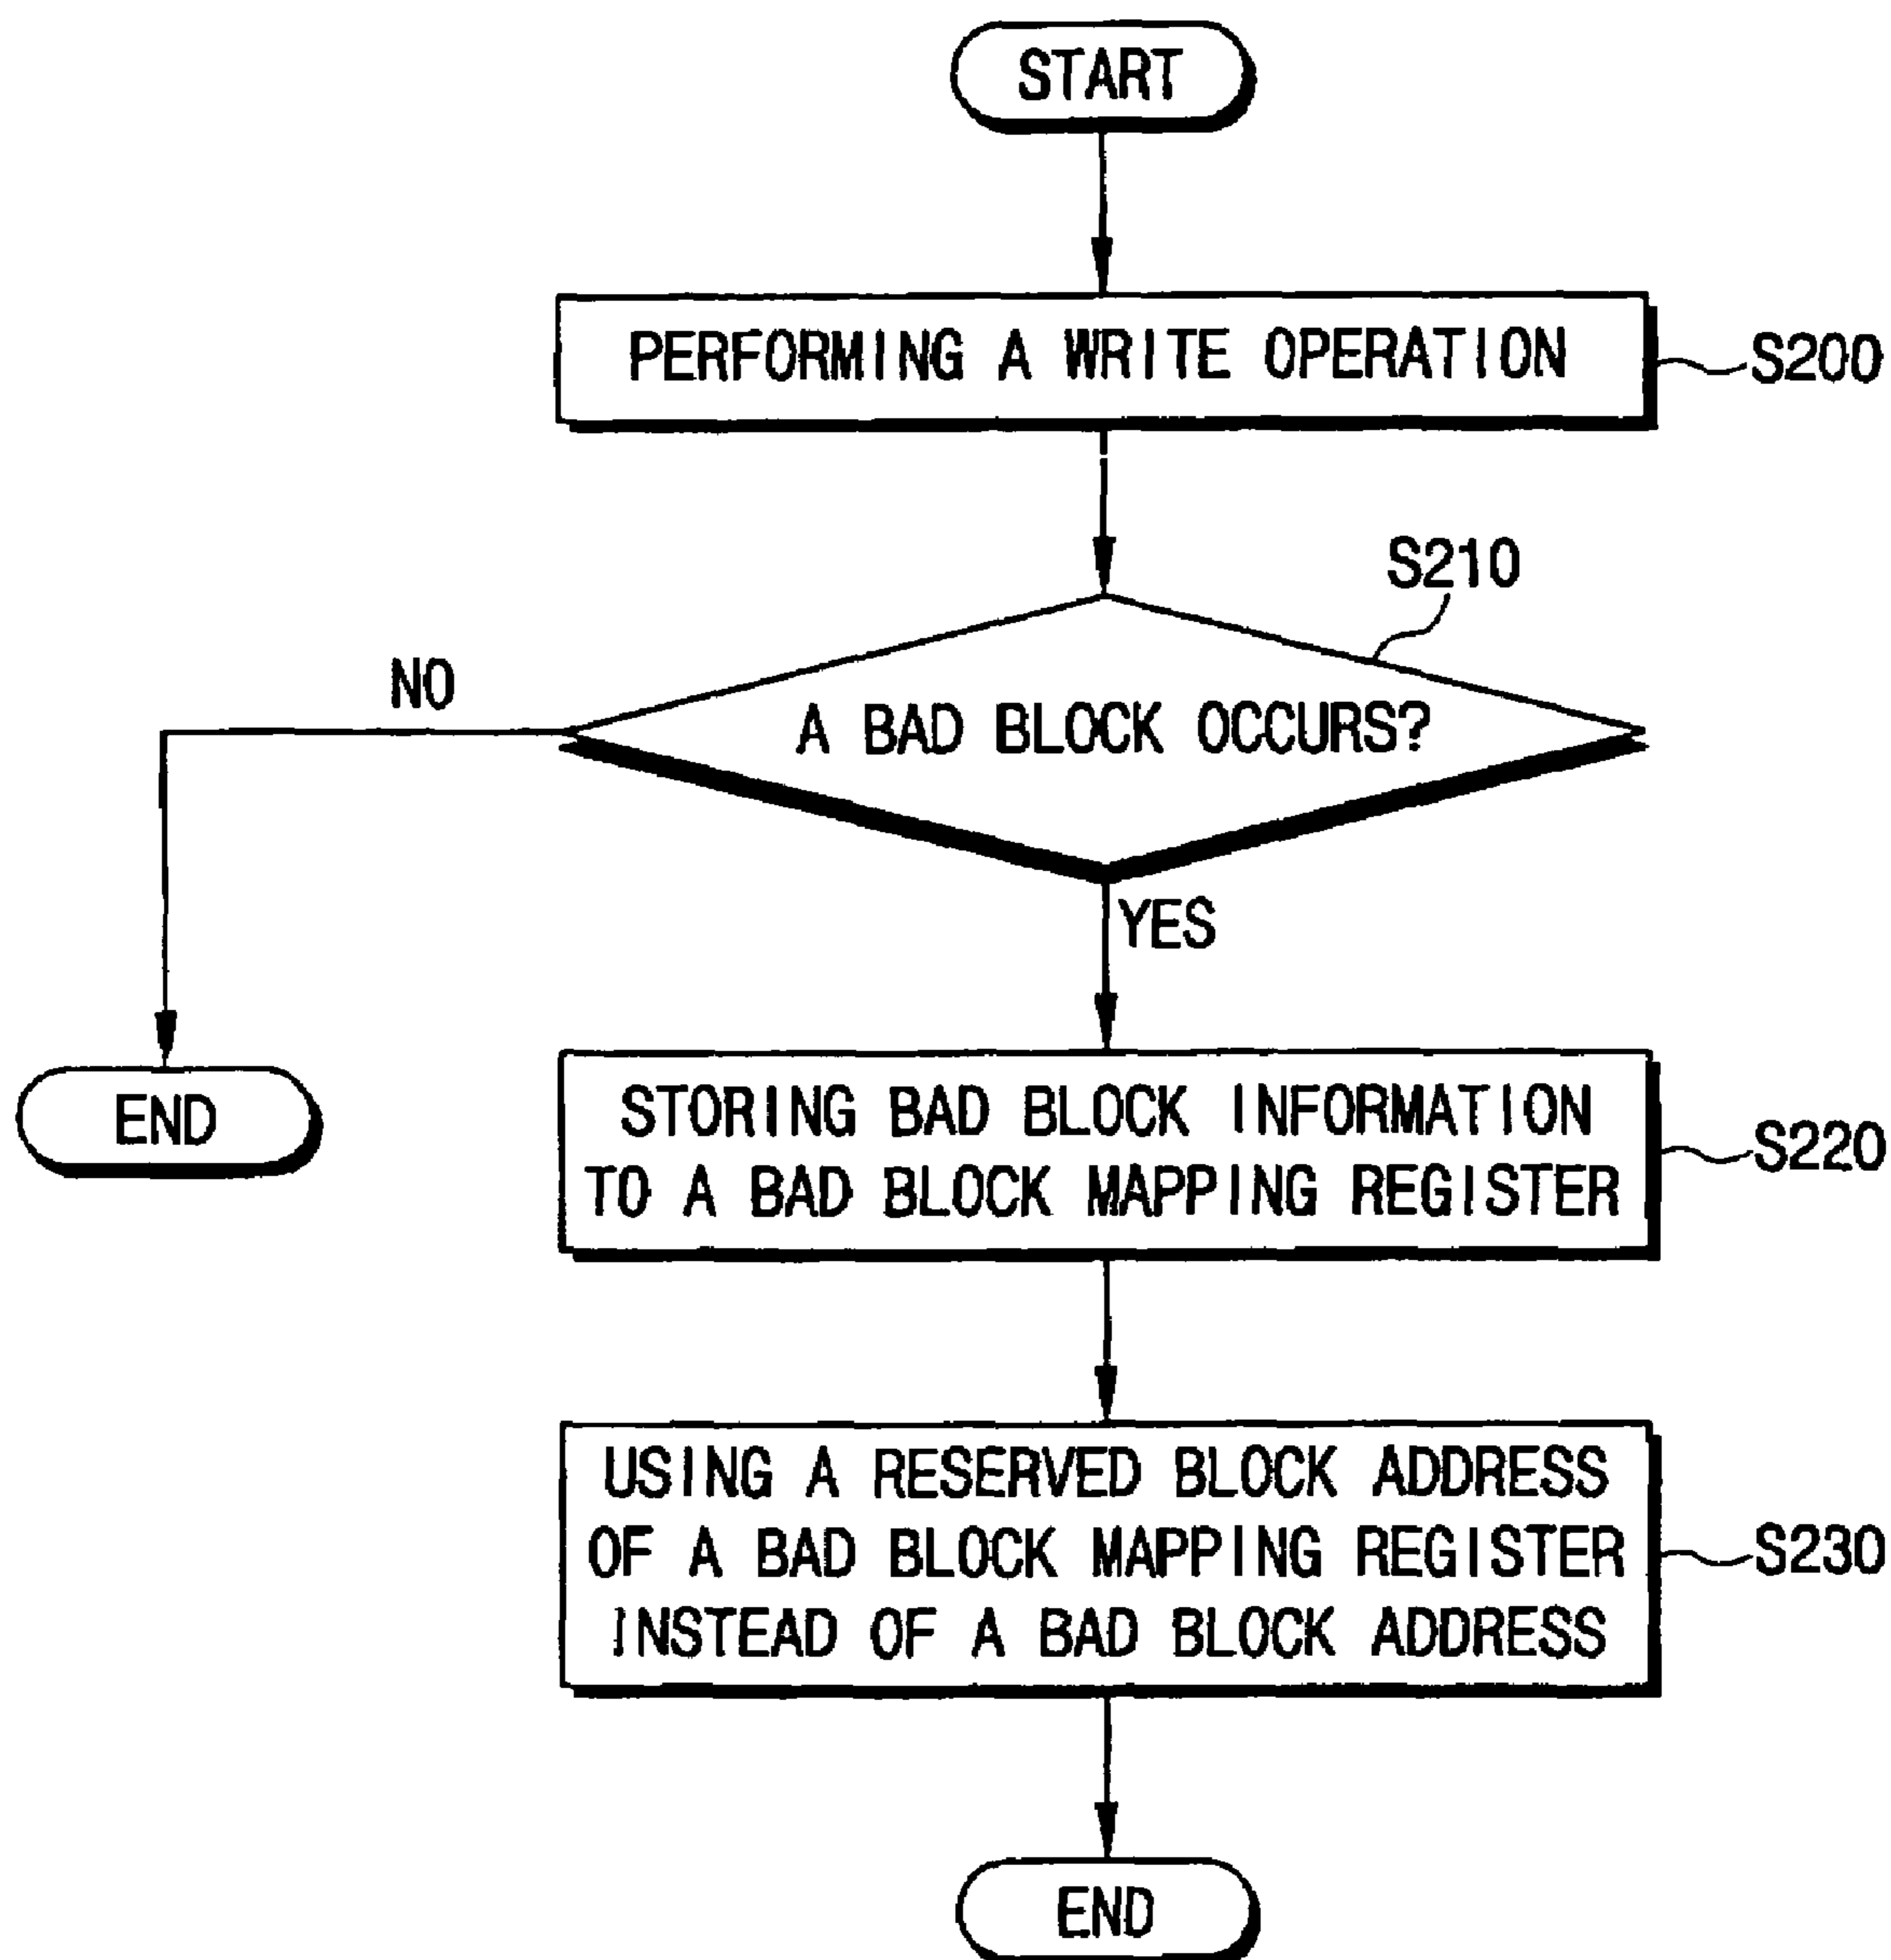 START
PERFORMING A WRITE OPERATION
S200
S210
NO
A BAD BLOCK OCCURS?
YES
END
STORING BAD BLOCK INFORMATION
TO A BAD BLOCK MAPPING REGISTER
S220
USING A RESERVED BLOCK ADDRESS
OF A BAD BLOCK MAPPING REGISTER
INSTEAD OF A BAD BLOCK ADDRESS
S230
END